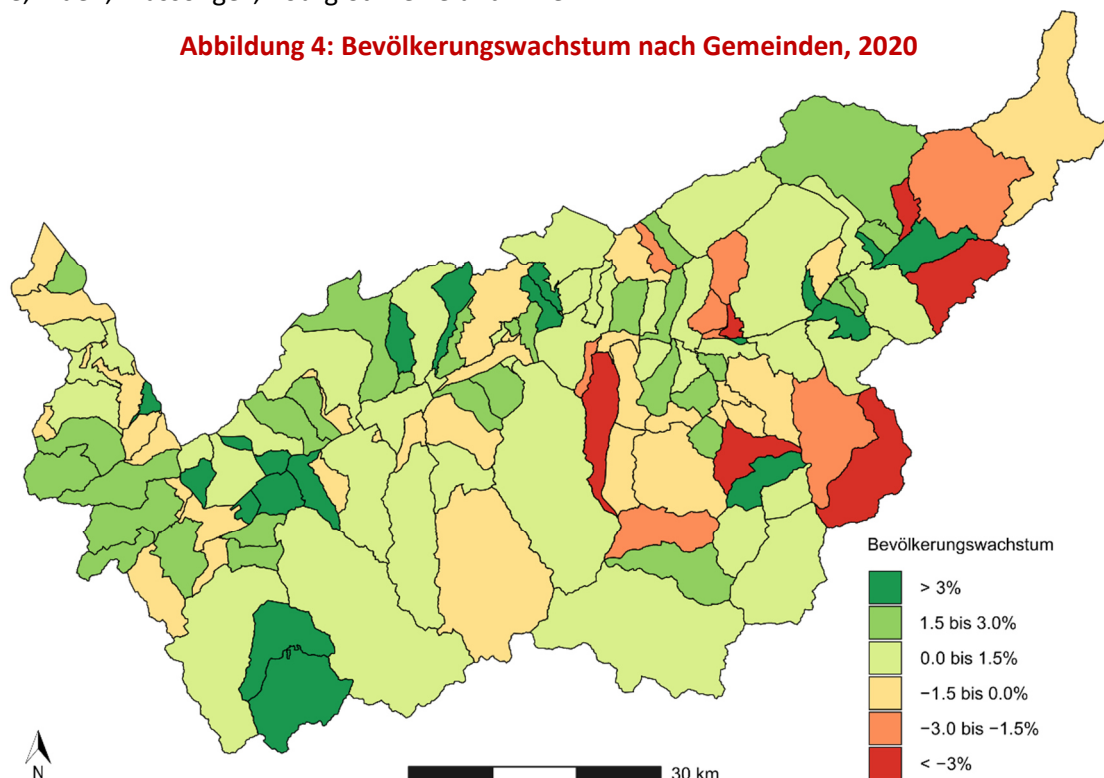 Abbildung 4: Bevölkerungswachstum nach Gemeinden, 2020
Bevölkerungswachstum
> 3%
1.5 bis 3.0%
0.0 bis 1.5%
−1.5 bis 0.0%
−3.0 bis −1.5%
< −3%
N
30 km